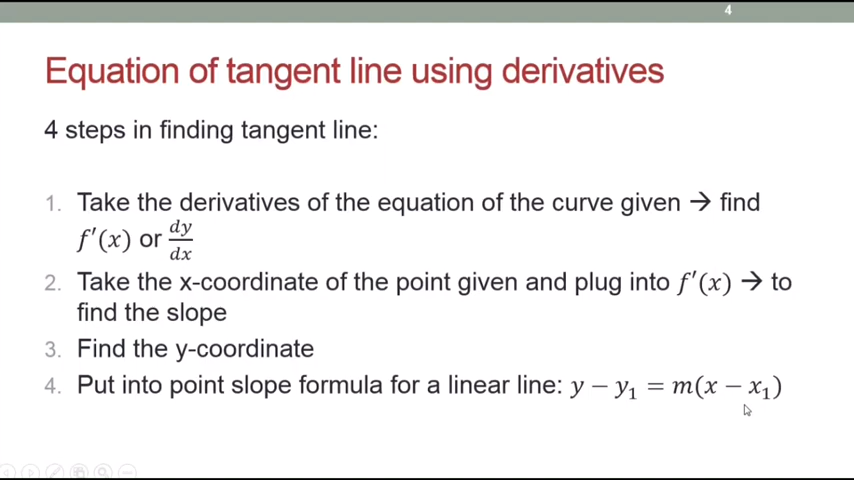 4
Equation of tangent line using derivatives
4 steps in finding tangent line:
1. Take the derivatives of the equation of the curve given → find
f′(x) or dy/dx
2. Take the x-coordinate of the point given and plug into f′(x) → to
find the slope
3. Find the y-coordinate
4. Put into point slope formula for a linear line: y − y₁ = m(x − x₁)